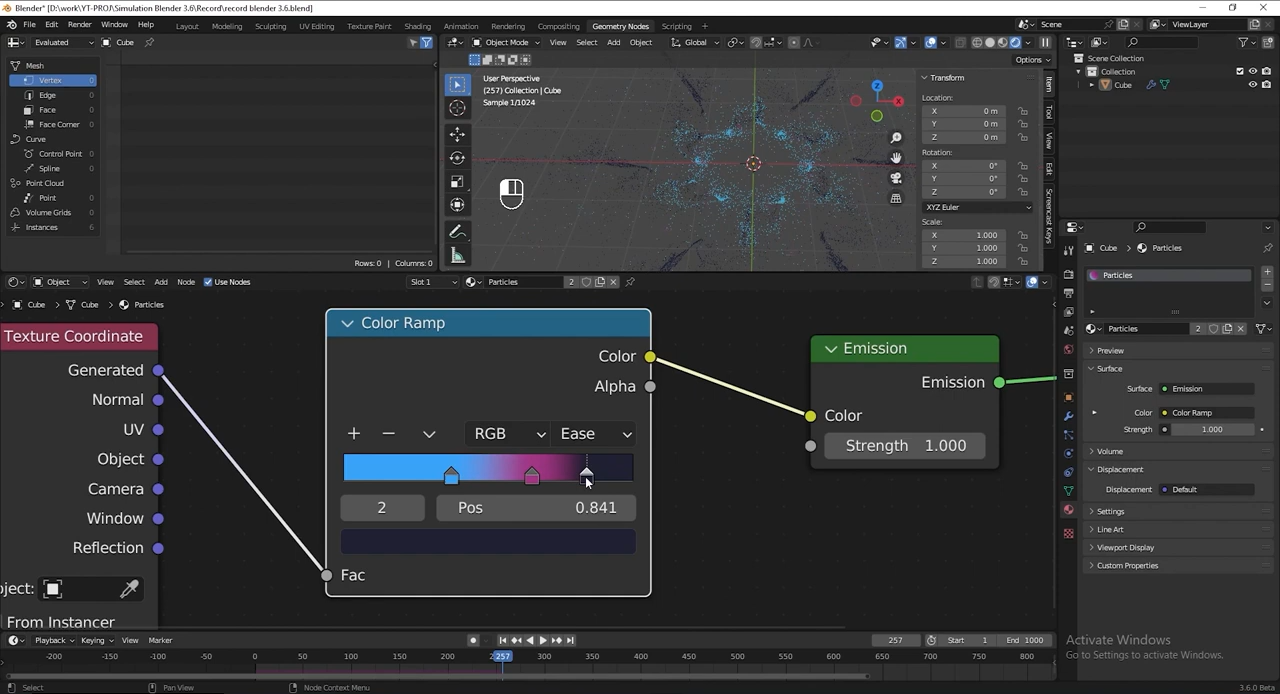 Blender* [D:\work\YT-PROJ\Simulation Blender 3.6\Record\record blender 3.6.blend]
File Edit Render Window Help Layout Modeling Sculpting UV Editing Texture Paint Shading Animation Rendering Compositing Geometry Nodes Scripting + Scene ViewLayer
Evaluated Cube
Mesh
Vertex 0
Edge 0
Face 0
Face Corner 0
Curve
Control Point 0
Spline 0
Point Cloud
Point 0
Volume Grids 0
Instances 6
Rows: 0 | Columns: 0
Object Mode View Select Add Object Global
Options
User Perspective
(257) Collection | Cube
Sample 1/1024
Z
X
Transform
Location:
X 0 m
Y 0 m
Z 0 m
Rotation:
X 0°
Y 0°
Z 0°
XYZ Euler
Scale:
X 1.000
Y 1.000
Z 1.000
Item
Tool
View
Edit
Screencast Keys
Scene Collection
Collection
Cube
Object View Select Add Node Use Nodes Slot 1 Particles 2
Cube Cube Particles
Texture Coordinate
Generated
Normal
UV
Object
Camera
Window
Reflection
ject:
From Instancer
Color Ramp
Color
Alpha
+ − RGB Ease
2 Pos 0.841
Fac
Emission
Emission
Color
Strength 1.000
Cube Particles
Particles
Particles 2
Preview
Surface
Surface Emission
Color Color Ramp
Strength 1.000
Volume
Displacement
Displacement Default
Settings
Line Art
Viewport Display
Custom Properties
Activate Windows
Go to Settings to activate Windows.
Playback Keying View Marker 257 Start 1 End 1000
-200 -150 -100 -50 0 50 100 150 200 257 300 350 400 450 500 550 600 650 700 750 800
Select Pan View Node Context Menu 3.6.0 Beta